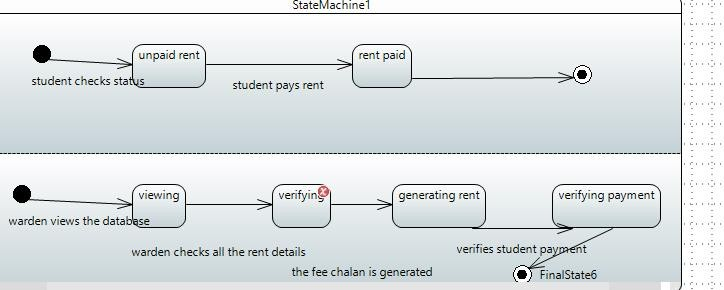 StateMachine1
unpaid rent
rent paid
student checks status
student pays rent
viewing
verifying
generating rent
verifying payment
warden views the database
warden checks all the rent details
verifies student payment
the fee chalan is generated
FinalState6